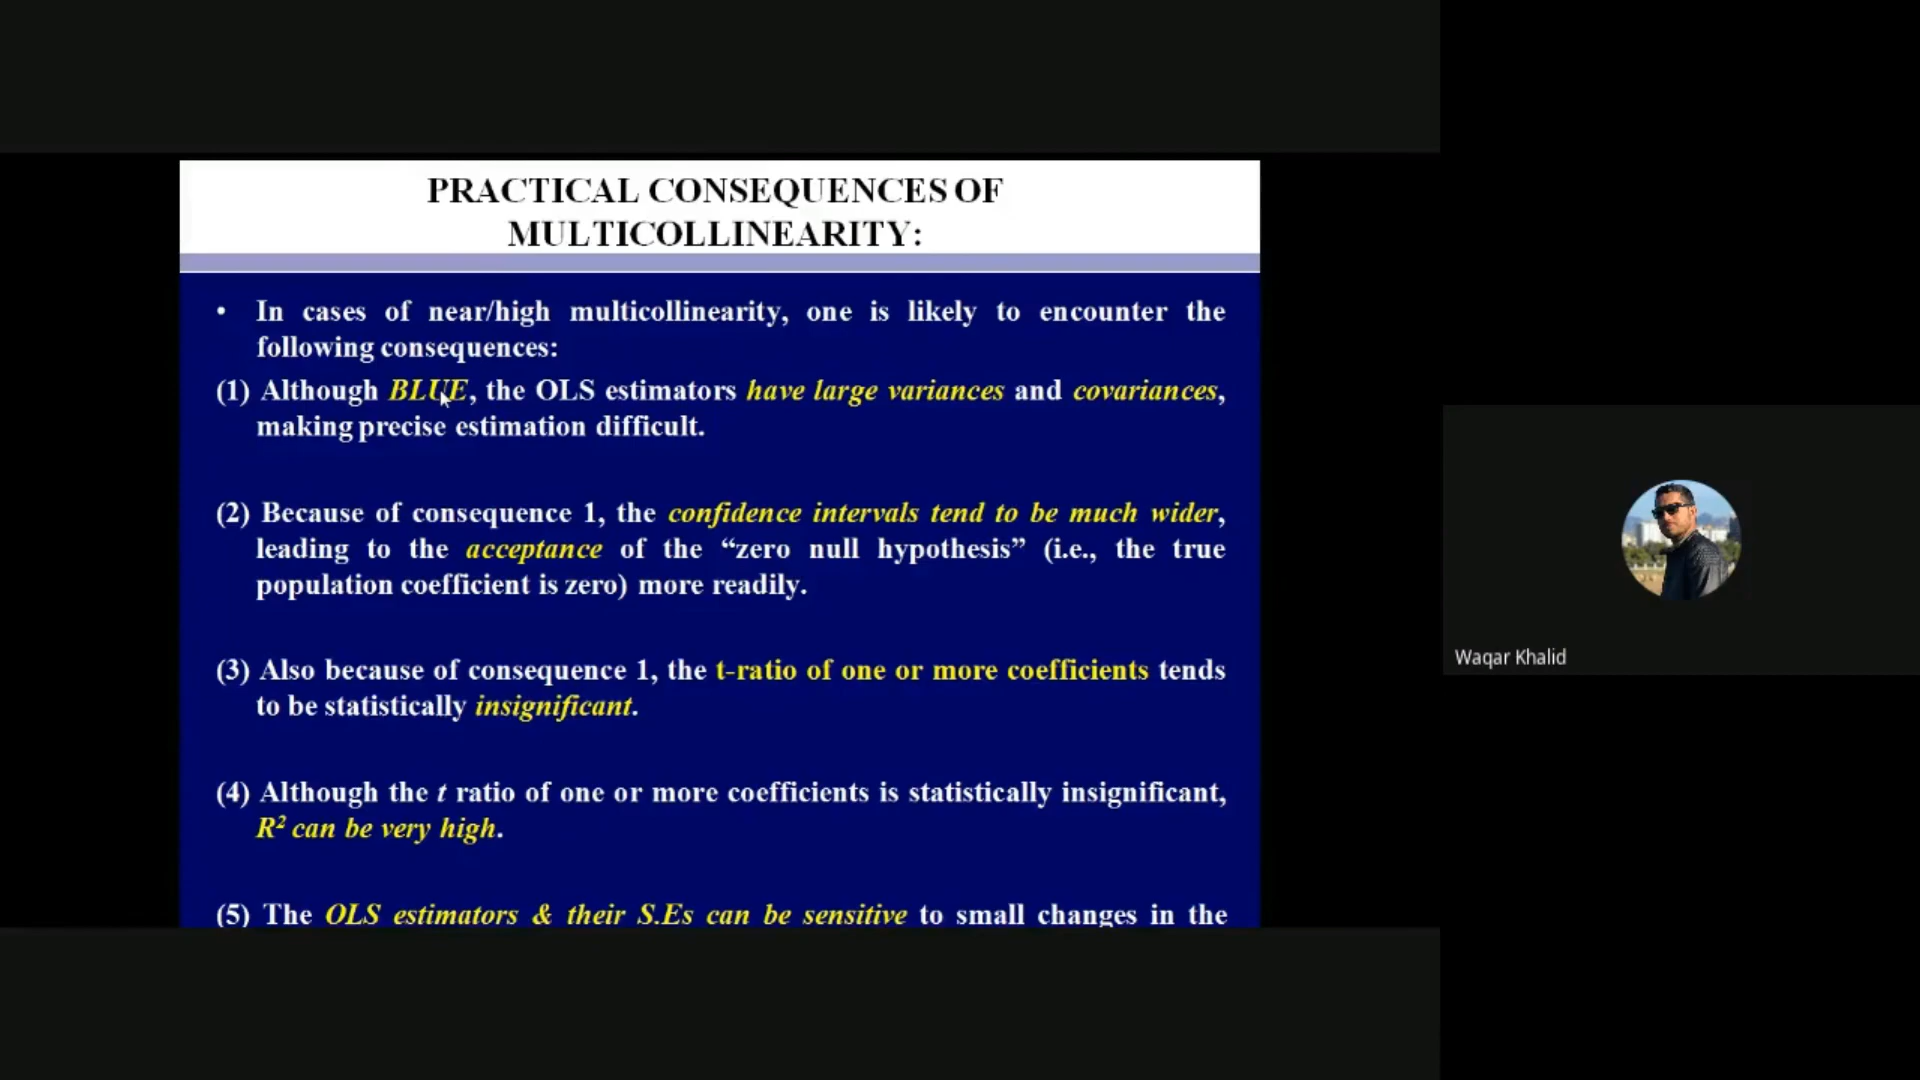 PRACTICAL CONSEQUENCES OF
MULTICOLLINEARITY:
• In cases of near/high multicollinearity, one is likely to encounter the
following consequences:
(1) Although BLUE, the OLS estimators have large variances and covariances,
making precise estimation difficult.
(2) Because of consequence 1, the confidence intervals tend to be much wider,
leading to the acceptance of the “zero null hypothesis” (i.e., the true
population coefficient is zero) more readily.
(3) Also because of consequence 1, the t-ratio of one or more coefficients tends
to be statistically insignificant.
(4) Although the t ratio of one or more coefficients is statistically insignificant,
R² can be very high.
(5) The OLS estimators & their S.Es can be sensitive to small changes in the
Waqar Khalid